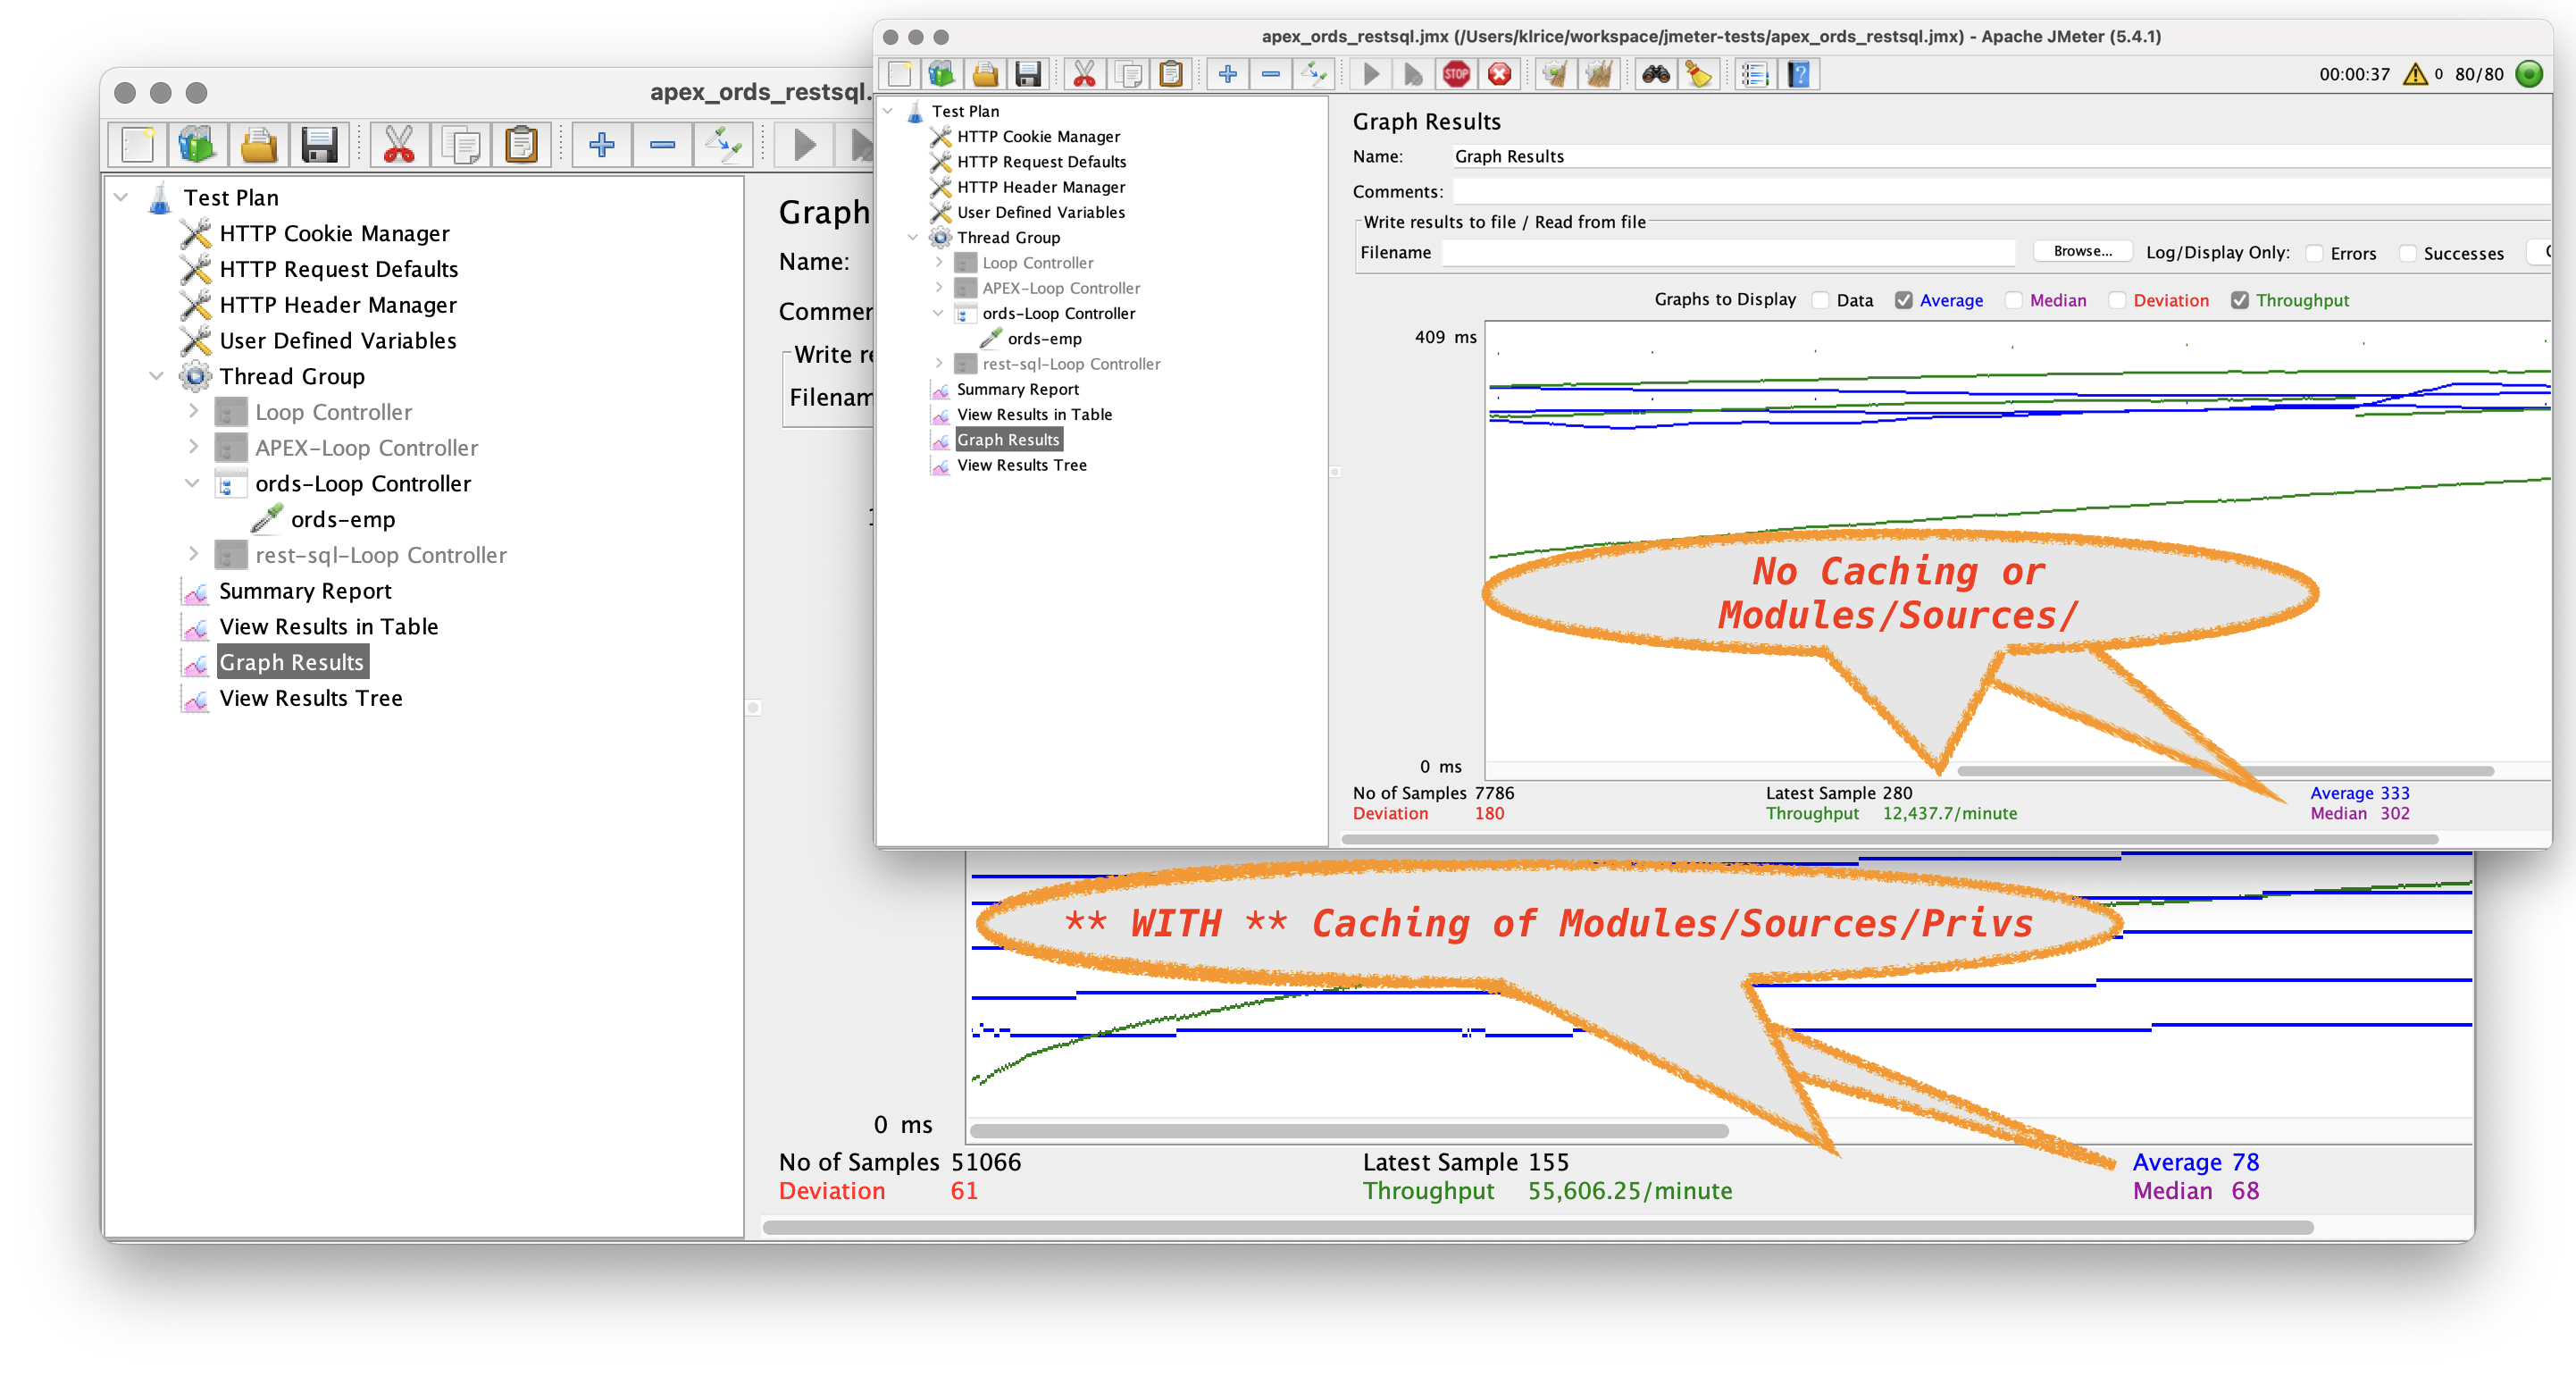 apex_ords_restsql.jmx (/Users/klrice/workspace/jmeter-tests/apex_ords_restsql.jmx) - Apache JMeter (5.4.1)
STOP
00:00:37
0
80/80
Test Plan
HTTP Cookie Manager
HTTP Request Defaults
HTTP Header Manager
User Defined Variables
Thread Group
Loop Controller
APEX-Loop Controller
ords-Loop Controller
ords-emp
rest-sql-Loop Controller
Summary Report
View Results in Table
Graph Results
View Results Tree
Graph Results
Name: Graph Results
Comments:
Write results to file / Read from file
Filename
Browse...
Log/Display Only:
Errors
Successes
Graphs to Display
Data
Average
Median
Deviation
Throughput
409 ms
No Caching or
Modules/Sources/
0 ms
No of Samples 7786
Latest Sample 280
Average 333
Deviation 180
Throughput 12,437.7/minute
Median 302
apex_ords_restsql.
Test Plan
HTTP Cookie Manager
HTTP Request Defaults
HTTP Header Manager
User Defined Variables
Thread Group
Loop Controller
APEX-Loop Controller
ords-Loop Controller
ords-emp
rest-sql-Loop Controller
Summary Report
View Results in Table
Graph Results
View Results Tree
Graph
Name:
Commer
Write re
Filenam
** WITH ** Caching of Modules/Sources/Privs
0 ms
No of Samples 51066
Latest Sample 155
Average 78
Deviation 61
Throughput 55,606.25/minute
Median 68